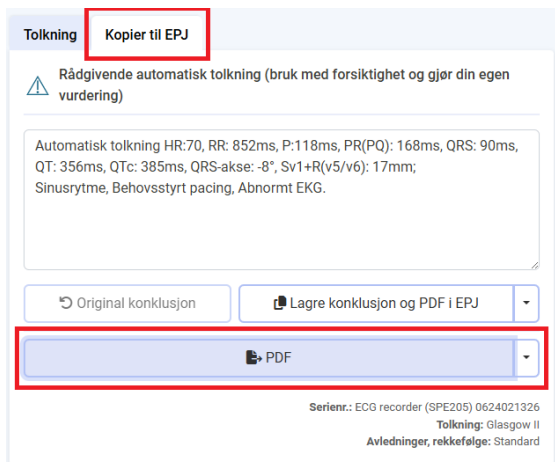 Tolkning Kopier til EPJ
Rådgivende automatisk tolkning (bruk med forsiktighet og gjør din egen
vurdering)
Automatisk tolkning HR:70, RR: 852ms, P:118ms, PR(PQ): 168ms, QRS: 90ms,
QT: 356ms, QTc: 385ms, QRS-akse: -8°, Sv1+R(v5/v6): 17mm;
Sinusrytme, Behovsstyrt pacing, Abnormt EKG.
Original konklusjon Lagre konklusjon og PDF i EPJ
PDF
Serienr.: ECG recorder (SPE205) 0624021326
Tolkning: Glasgow II
Avledninger, rekkefølge: Standard